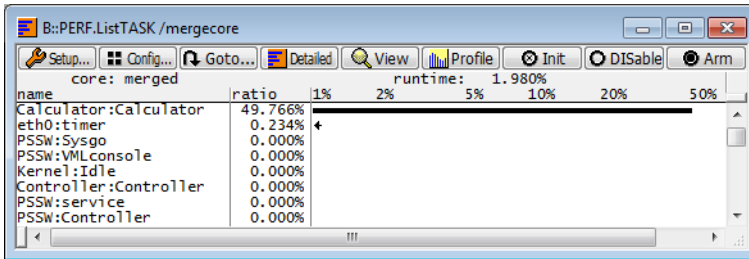 B::PERF.ListTASK /mergecore
Setup... Config... Goto... Detailed View Profile Init DISable Arm
core: merged runtime: 1.980%
name ratio 1% 2% 5% 10% 20% 50%
Calculator:Calculator 49.766%
eth0:timer 0.234%
PSSW:Sysgo 0.000%
PSSW:VMLconsole 0.000%
Kernel:Idle 0.000%
Controller:Controller 0.000%
PSSW:service 0.000%
PSSW:Controller 0.000%